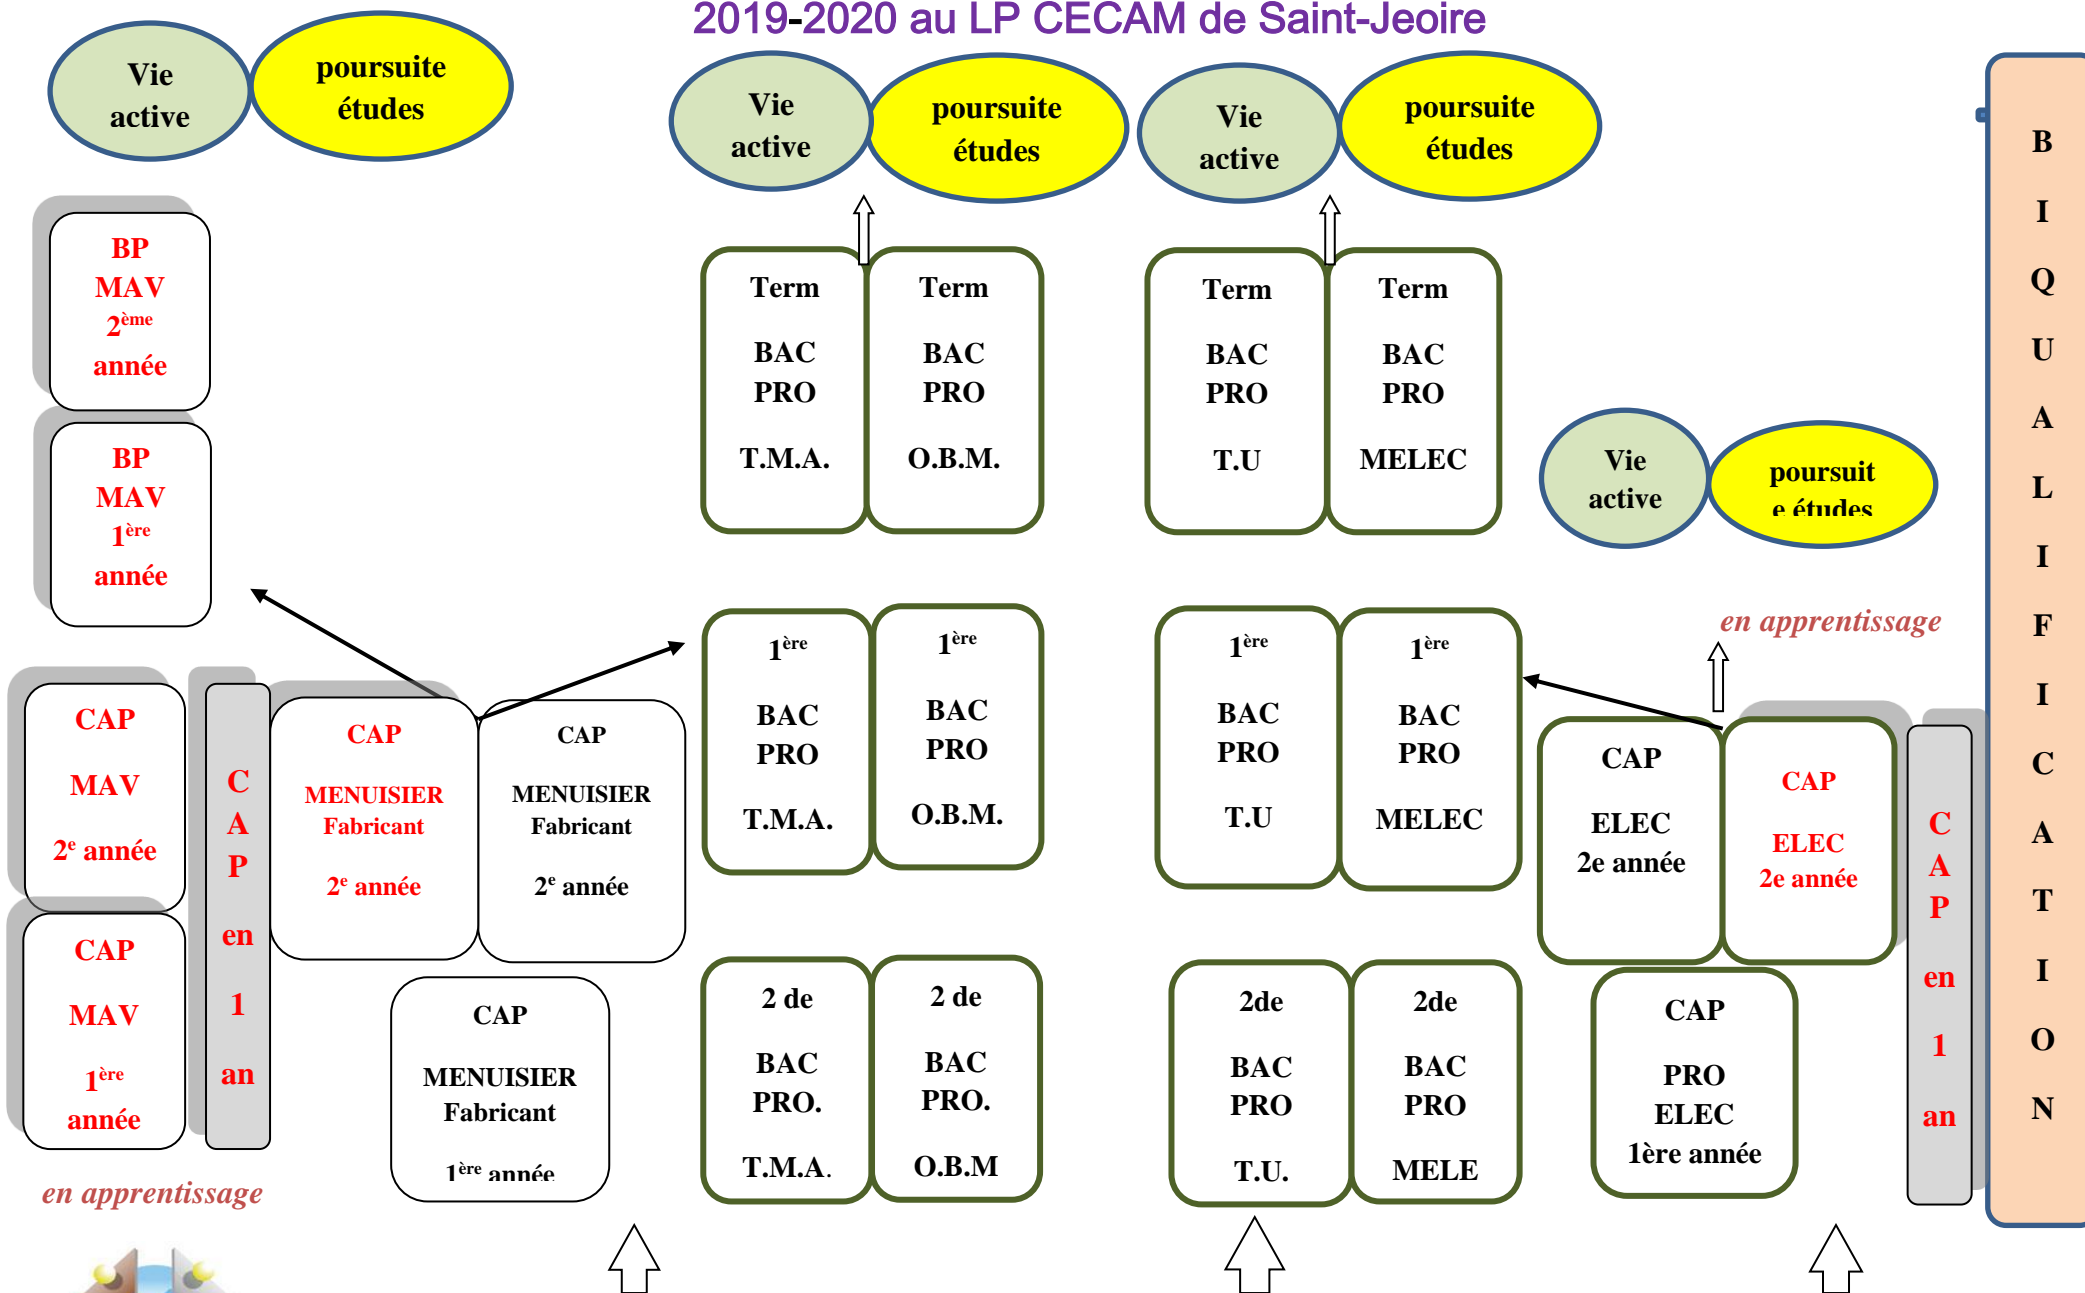 2019-2020 au LP CECAM de Saint-Jeoire
Vie
active
poursuite
études
Vie
active
poursuite
études
Vie
active
poursuite
études
BP
MAV
2ème
année
BP
MAV
1ère
année
Term
BAC
PRO
T.M.A.
Term
BAC
PRO
O.B.M.
Term
BAC
PRO
T.U
Term
BAC
PRO
MELEC
Vie
active
poursuit
e études
en apprentissage
CAP
MAV
2e année
CAP
MAV
1ère
année
en apprentissage
C
A
P
en
1
an
CAP
MENUISIER
Fabricant
2e année
CAP
MENUISIER
Fabricant
2e année
CAP
MENUISIER
Fabricant
1ère année
1ère
BAC
PRO
T.M.A.
1ère
BAC
PRO
O.B.M.
1ère
BAC
PRO
T.U
1ère
BAC
PRO
MELEC
2 de
BAC
PRO.
T.M.A.
2 de
BAC
PRO.
O.B.M
2de
BAC
PRO
T.U.
2de
BAC
PRO
MELE
CAP
ELEC
2e année
CAP
ELEC
2e année
CAP
PRO
ELEC
1ère année
C
A
P
en
1
an
B
I
Q
U
A
L
I
F
I
C
A
T
I
O
N